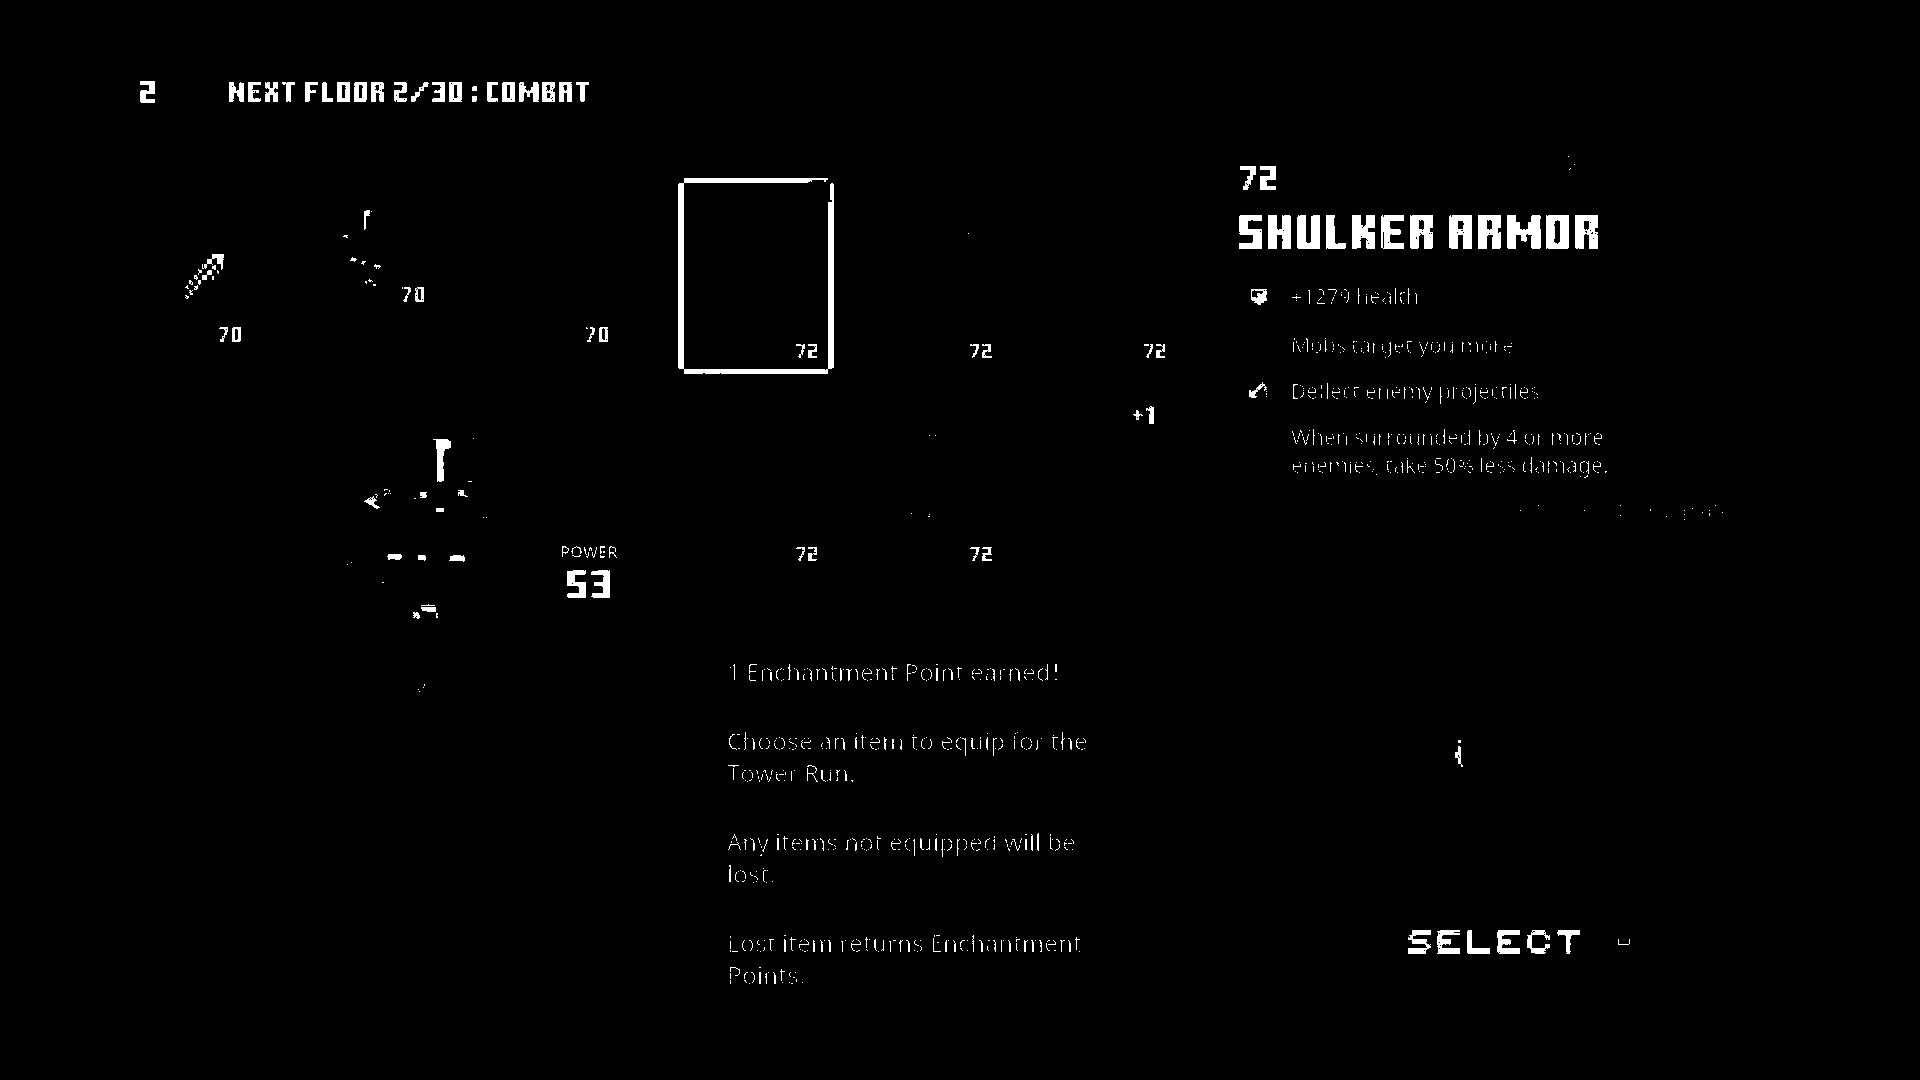 2
NEXT FLOOR 2/30 : COMBAT
70
70
70
72
72
72
+1
72
72
POWER
53
72
SHULKER ARMOR
+1279 health
Mobs target you more
Deflect enemy projectiles
When surrounded by 4 or more
enemies, take 50% less damage.
1 Enchantment Point earned!
Choose an item to equip for the
Tower Run.
Any items not equipped will be
lost.
Lost item returns Enchantment
Points.
SELECT